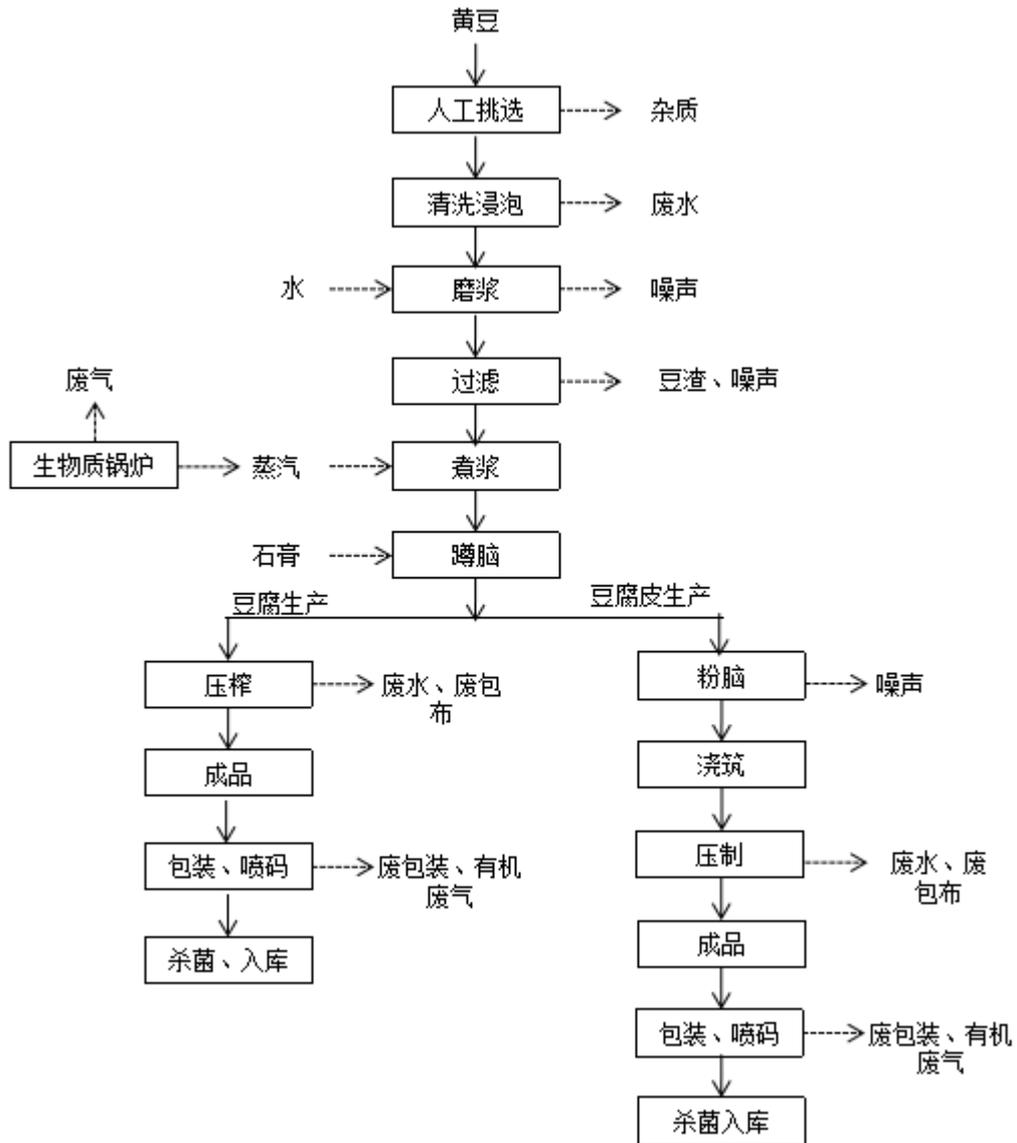 黄豆
人工挑选
杂质
清洗浸泡
废水
水
磨浆
噪声
过滤
豆渣、噪声
废气
生物质锅炉
蒸汽
煮浆
石膏
蹲脑
豆腐生产
豆腐皮生产
压榨
废水、废包
布
粉脑
噪声
成品
浇筑
包装、喷码
废包装、有机
废气
压制
废水、废
包布
杀菌、入库
成品
包装、喷码
废包装、有机
废气
杀菌入库